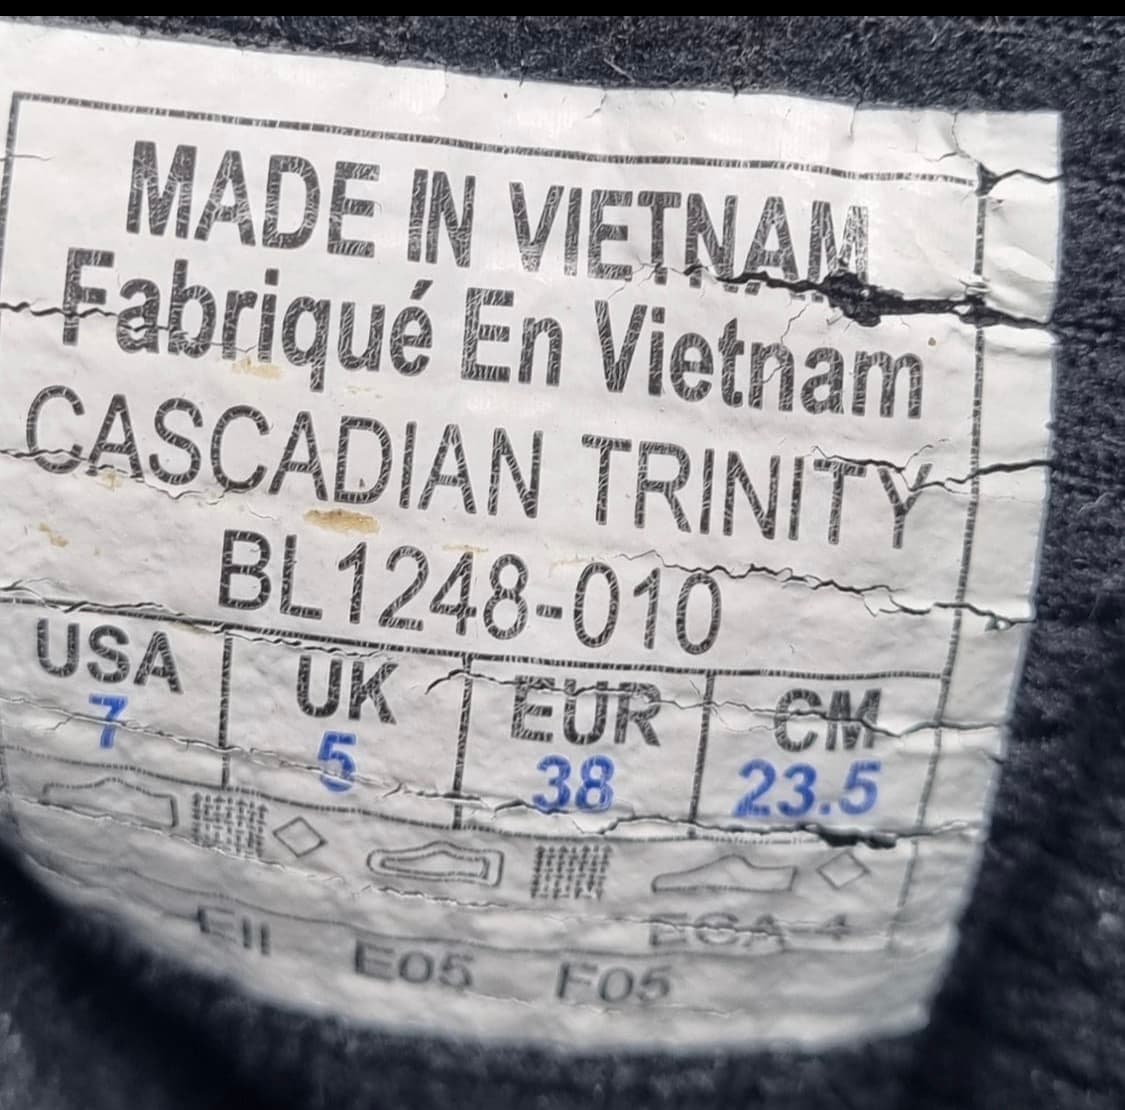 MADE IN VIETNAM
Fabriqué En Vietnam
CASCADIAN TRINITY
BL1248-010
USA UK EUR CM
7 5 38 23.5
E05 F05